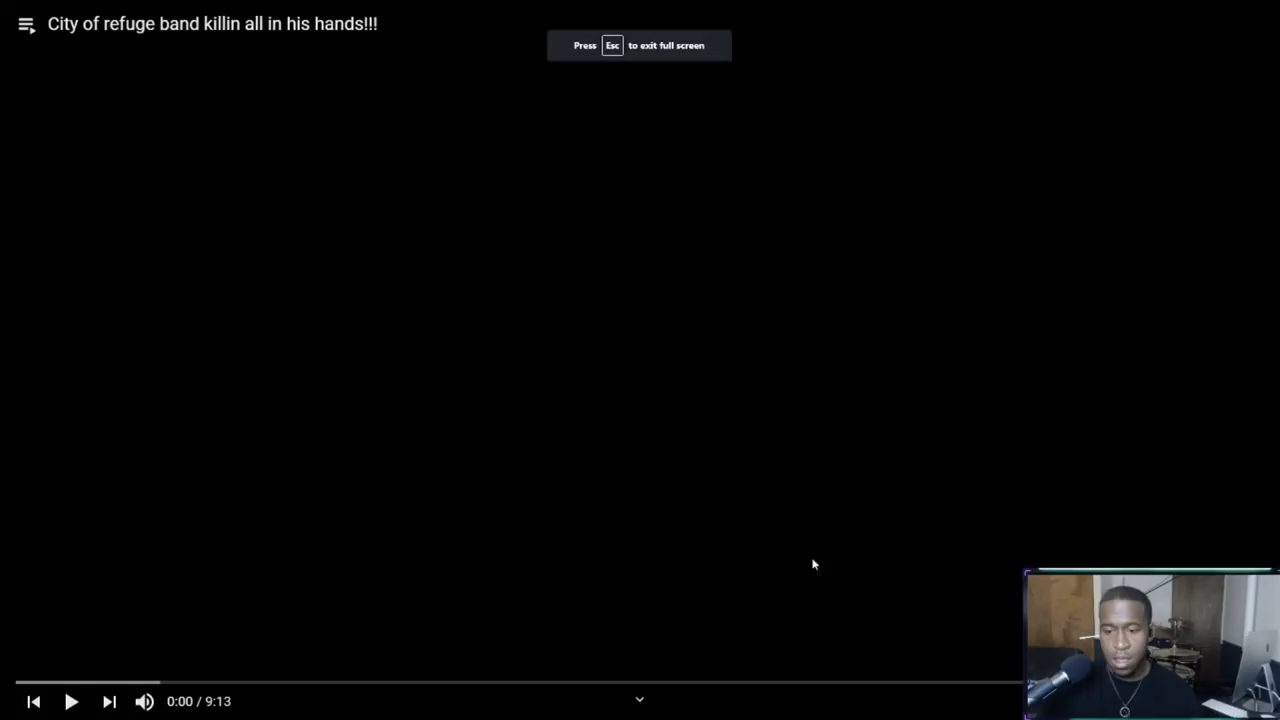 City of refuge band killin all in his hands!!!
Press Esc to exit full screen
0:00 / 9:13